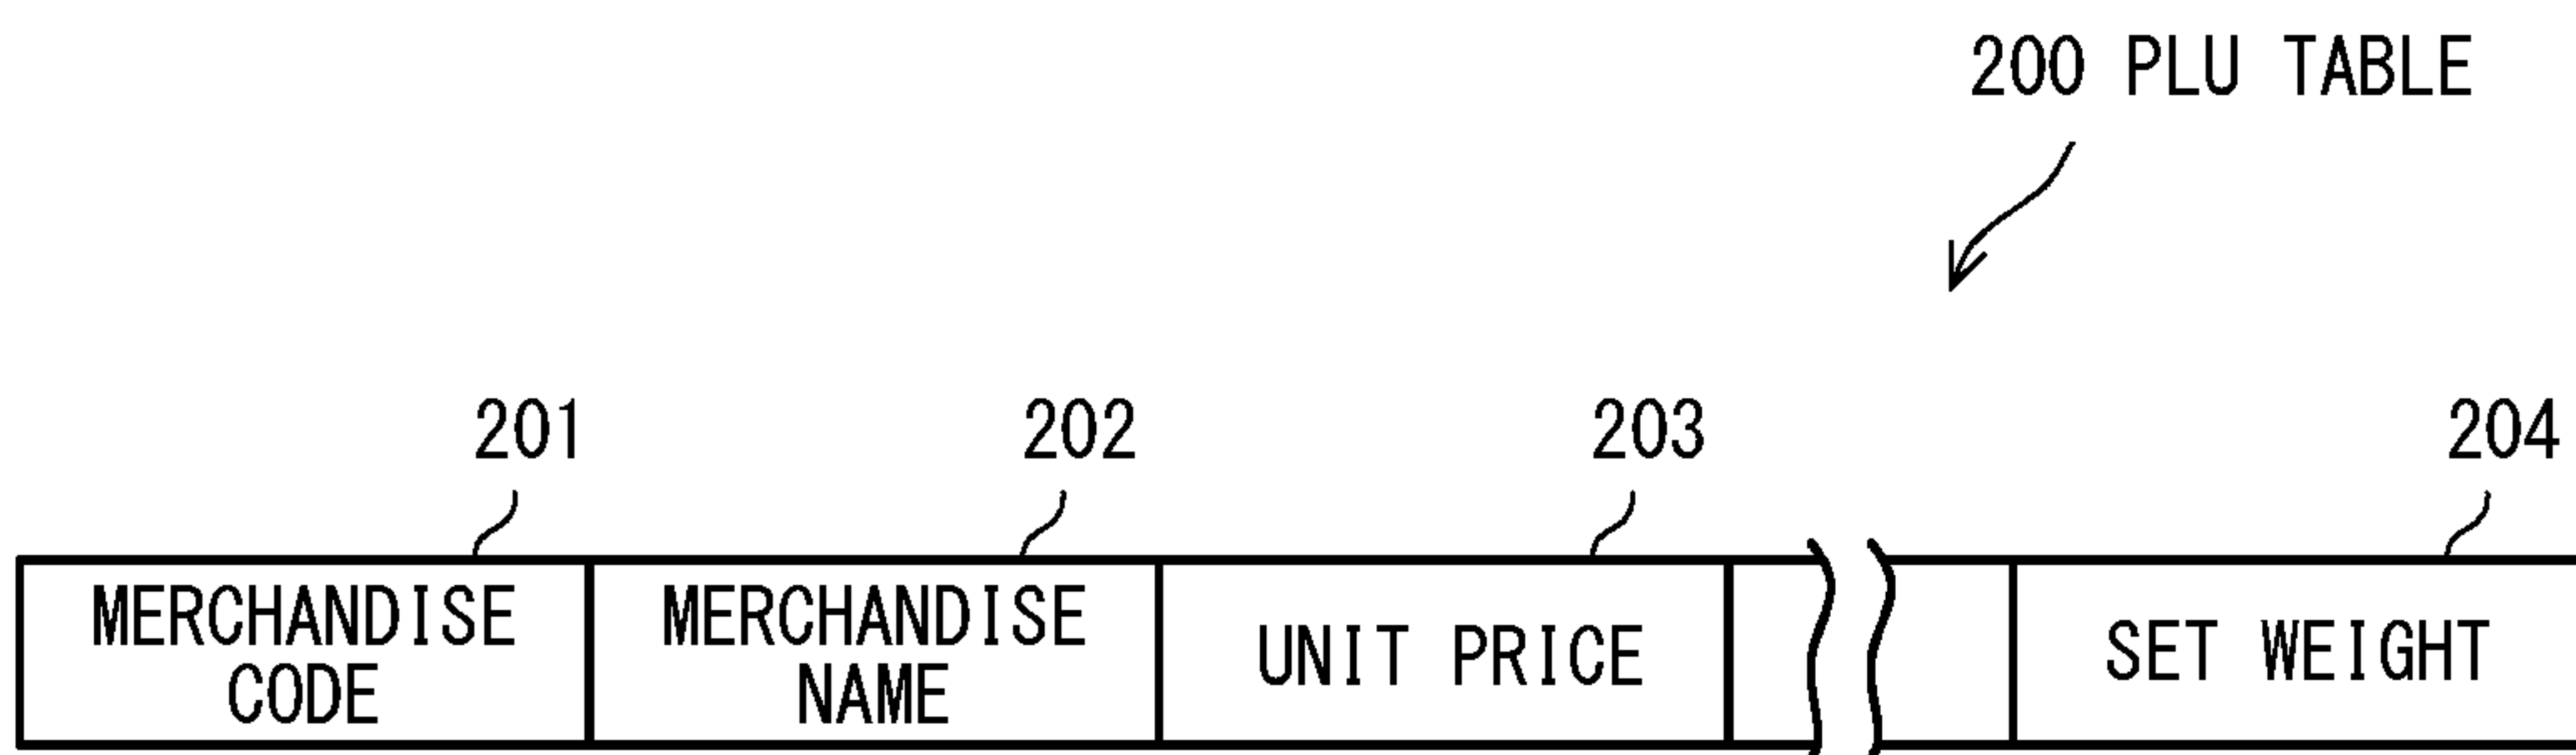 200 PLU TABLE
201
202
203
204
MERCHANDISE
CODE
MERCHANDISE
NAME
UNIT PRICE
SET WEIGHT